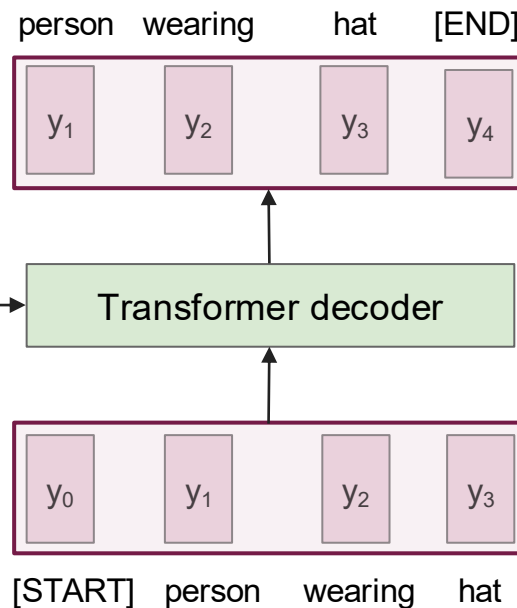 person wearing hat [END]
y₁ y₂ y₃ y₄
Transformer decoder
y₀ y₁ y₂ y₃
[START] person wearing hat